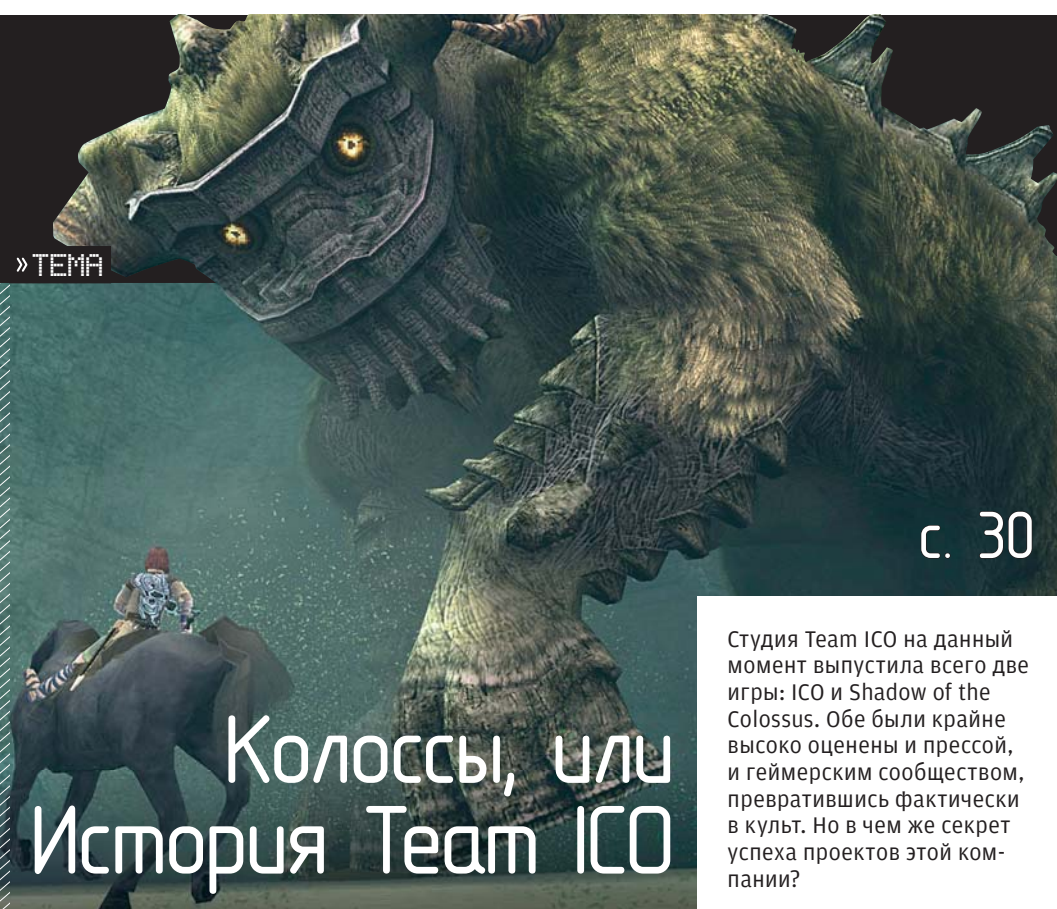 »ТЕМА
с. 30
Колоссы, или
История Team ICO
Студия Team ICO на данный
момент выпустила всего две
игры: ICO и Shadow of the
Colossus. Обе были крайне
высоко оценены и прессой,
и геймерским сообществом,
превратившись фактически
в культ. Но в чем же секрет
успеха проектов этой ком-
пании?